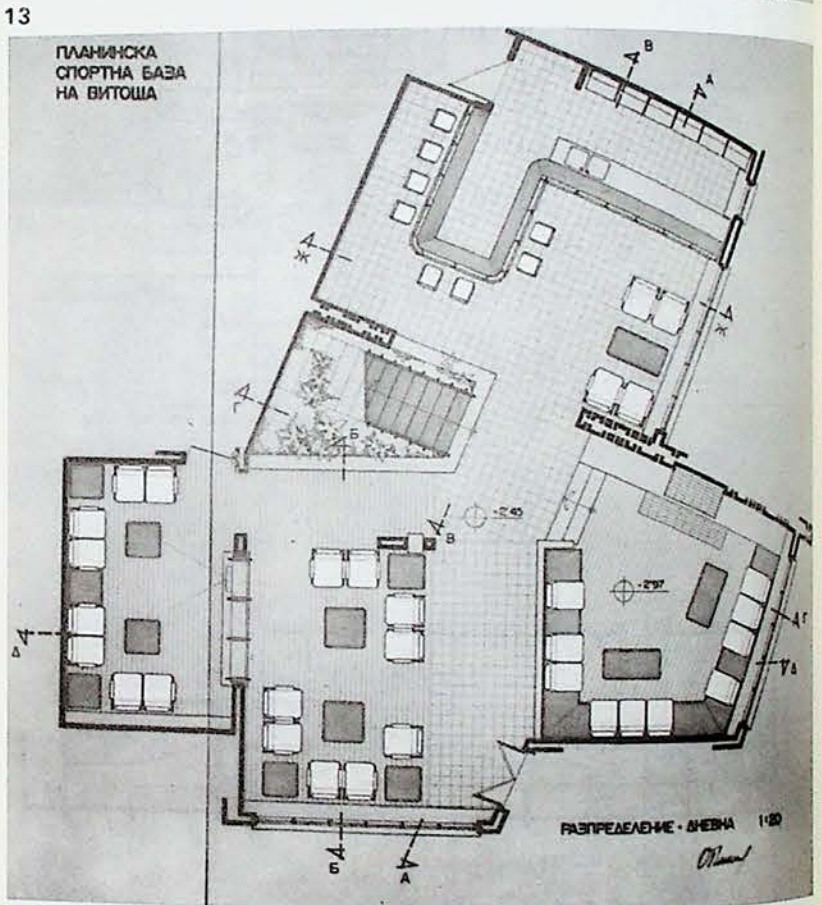 13
ПЛАНИНСКА
СПОРТНА БАЗА
НА ВИТОША
В
А
Ж
Ж
Г
Б
-2'45
В
-2'97
Г
А
Д
РАЗПРЕДЕЛЕНИЕ - ДНЕВНА 1:20
Б
А